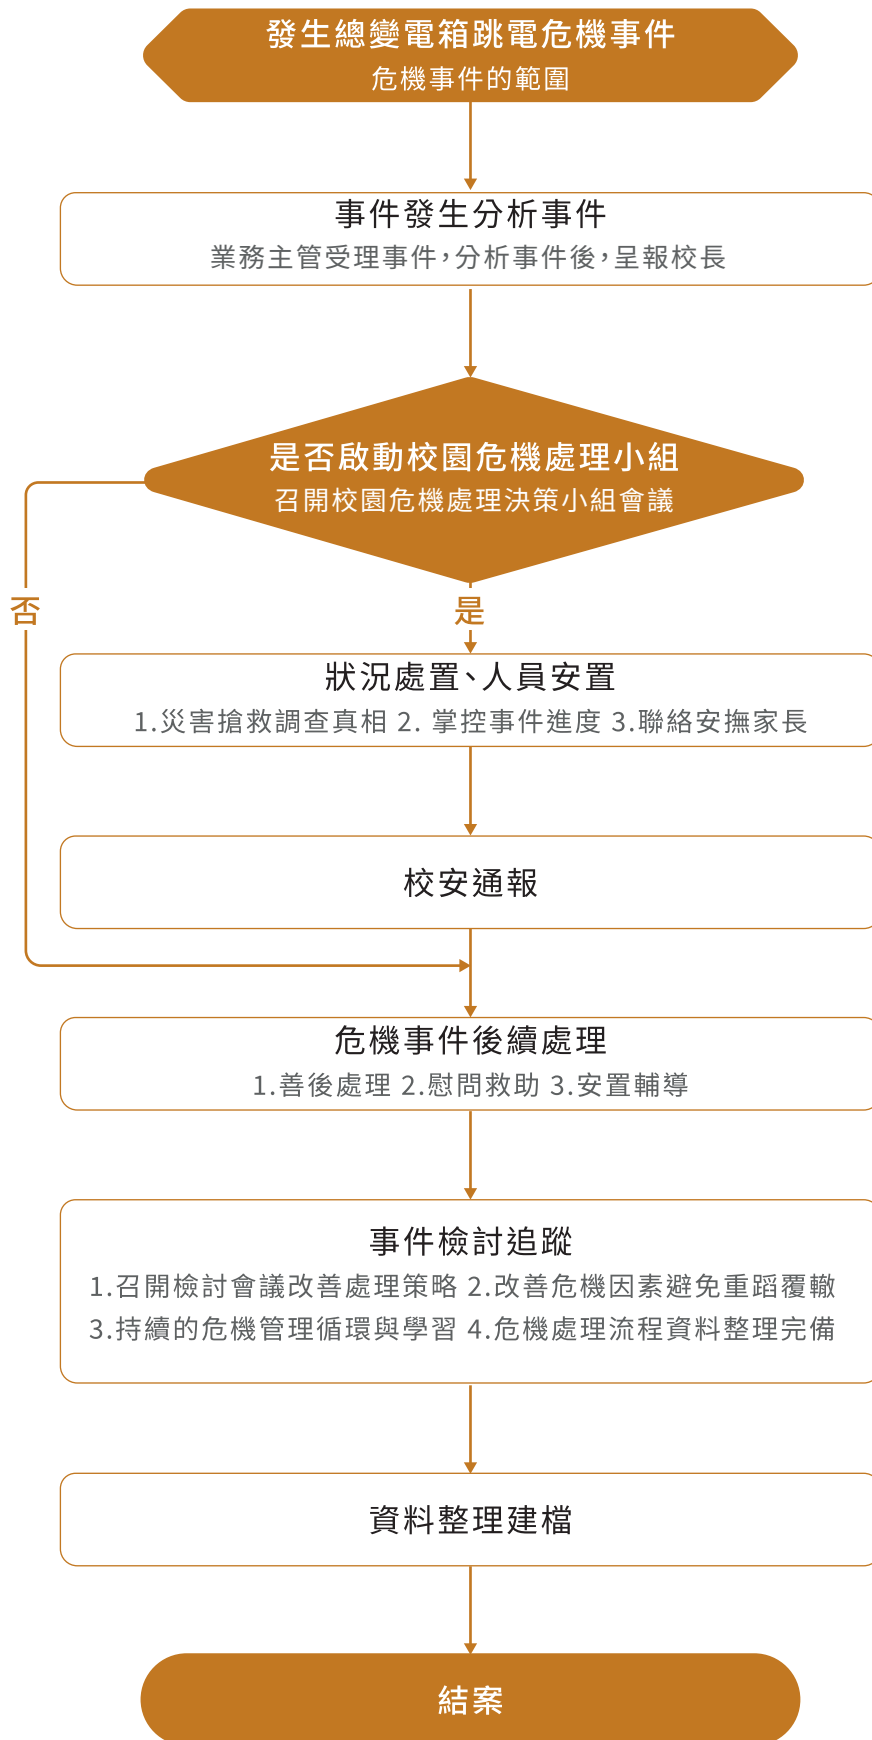 發生總變電箱跳電危機事件
危機事件的範圍
事件發生分析事件
業務主管受理事件，分析事件後，呈報校長
是否啟動校園危機處理小組
召開校園危機處理決策小組會議
否
是
狀況處置、人員安置
1.災害搶救調查真相 2. 掌控事件進度 3.聯絡安撫家長
校安通報
危機事件後續處理
1.善後處理 2.慰問救助 3.安置輔導
事件檢討追蹤
1.召開檢討會議改善處理策略 2.改善危機因素避免重蹈覆轍
3.持續的危機管理循環與學習 4.危機處理流程資料整理完備
資料整理建檔
結案